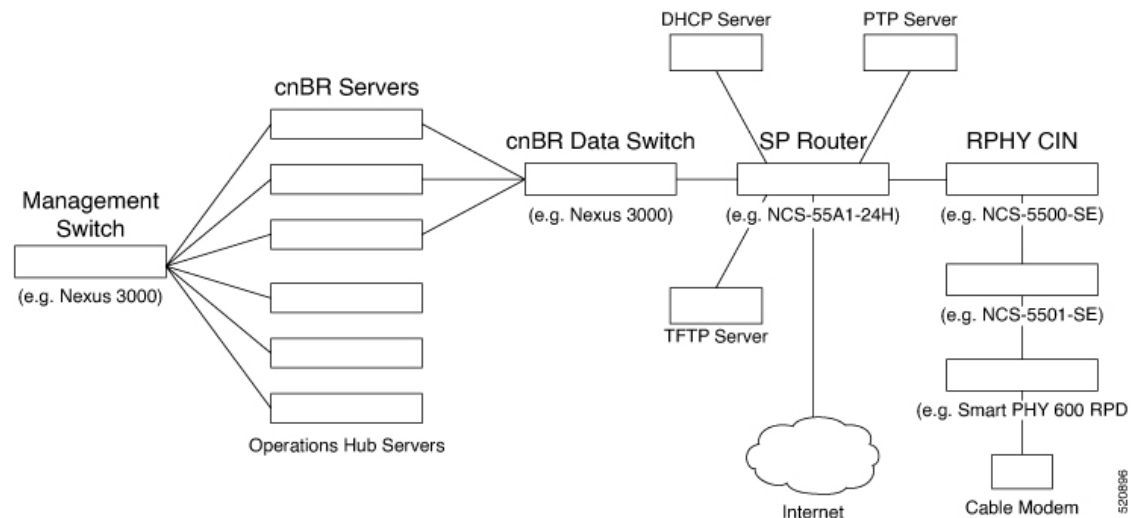 DHCP Server
PTP Server
cnBR Servers
cnBR Data Switch
SP Router
RPHY CIN
(e.g. Nexus 3000)
(e.g. NCS-55A1-24H)
(e.g. NCS-5500-SE)
Management
Switch
(e.g. Nexus 3000)
TFTP Server
(e.g. NCS-5501-SE)
(e.g. Smart PHY 600 RPD
Operations Hub Servers
Internet
Cable Modem
520896